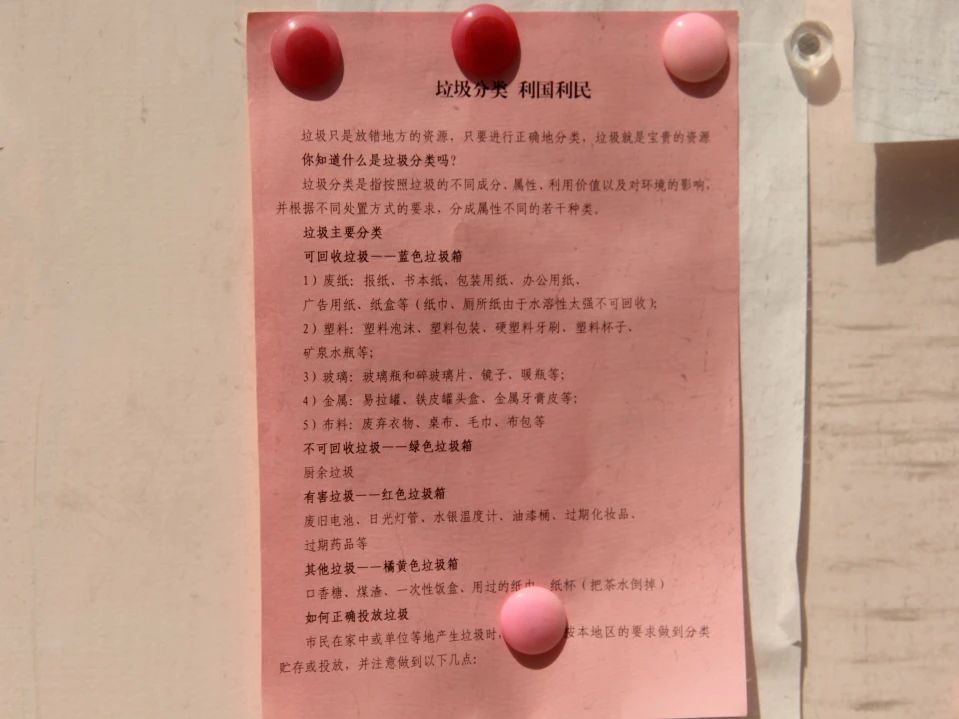 垃圾分类 利国利民
垃圾只是放错地方的资源，只要进行正确地分类，垃圾就是宝贵的资源
你知道什么是垃圾分类吗？
垃圾分类是指按照垃圾的不同成分、属性、利用价值以及对环境的影响，
并根据不同处置方式的要求，分成属性不同的若干种类。
垃圾主要分类
可回收垃圾——蓝色垃圾箱
1）废纸：报纸、书本纸、包装用纸、办公用纸、
广告用纸、纸盒等（纸巾、厕所纸由于水溶性太强不可回收）；
2）塑料：塑料泡沫、塑料包装、硬塑料牙刷、塑料杯子、
矿泉水瓶等；
3）玻璃：玻璃瓶和碎玻璃片、镜子、暖瓶等；
4）金属：易拉罐、铁皮罐头盒、金属牙膏皮等；
5）布料：废弃衣物、桌布、毛巾、布包等
不可回收垃圾——绿色垃圾箱
厨余垃圾
有害垃圾——红色垃圾箱
废旧电池、日光灯管、水银温度计、油漆桶、过期化妆品、
过期药品等
其他垃圾——橘黄色垃圾箱
口香糖、煤渣、一次性饭盒、用过的纸巾、纸杯（把茶水倒掉）
如何正确投放垃圾
市民在家中或单位等地产生垃圾时，按本地区的要求做到分类
贮存或投放，并注意做到以下几点：